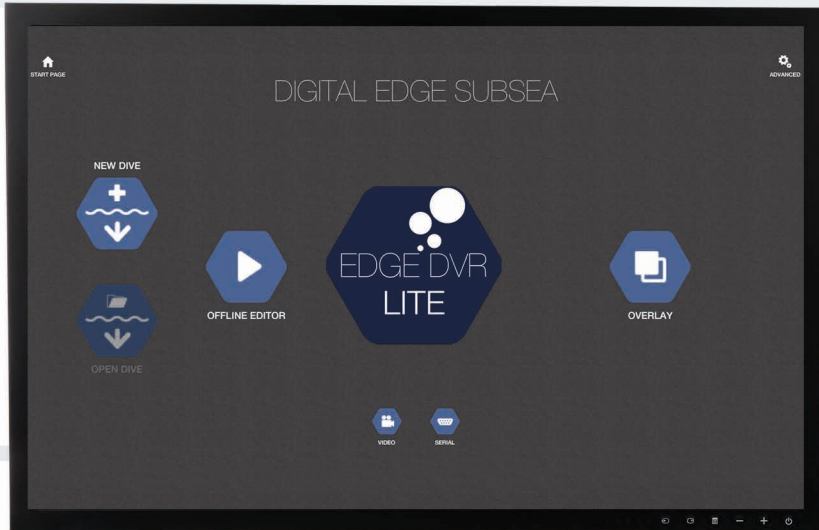 START PAGE
ADVANCED
DIGITAL EDGE SUBSEA
NEW DIVE
EDGE DVR
LITE
OFFLINE EDITOR
OVERLAY
OPEN DIVE
VIDEO
SERIAL